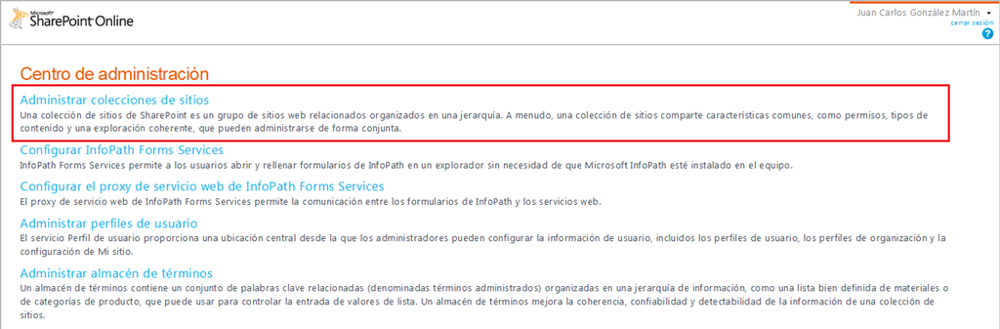 Microsoft®
SharePoint Online
Juan Carlos González Martín
cerrar sesión
?
Centro de administración
Administrar colecciones de sitios
Una colección de sitios de SharePoint es un grupo de sitios web relacionados organizados en una jerarquía. A menudo, una colección de sitios comparte características comunes, como permisos, tipos de
contenido y una exploración coherente, que pueden administrarse de forma conjunta.
Configurar InfoPath Forms Services
InfoPath Forms Services permite a los usuarios abrir y rellenar formularios de InfoPath en un explorador sin necesidad de que Microsoft InfoPath esté instalado en el equipo.
Configurar el proxy de servicio web de InfoPath Forms Services
El proxy de servicio web de InfoPath Forms Services permite la comunicación entre los formularios de InfoPath y los servicios web.
Administrar perfiles de usuario
El servicio Perfil de usuario proporciona una ubicación central desde la que los administradores pueden configurar la información de usuario, incluidos los perfiles de usuario, los perfiles de organización y la
configuración de Mi sitio.
Administrar almacén de términos
Un almacén de términos contiene un conjunto de palabras clave relacionadas (denominadas términos administrados) organizadas en una jerarquía de información, como una lista bien definida de materiales o
de categorías de producto, que puede usar para controlar la entrada de valores de lista. Un almacén de términos mejora la coherencia, confiabilidad y detectabilidad de la información de una colección de
sitios.